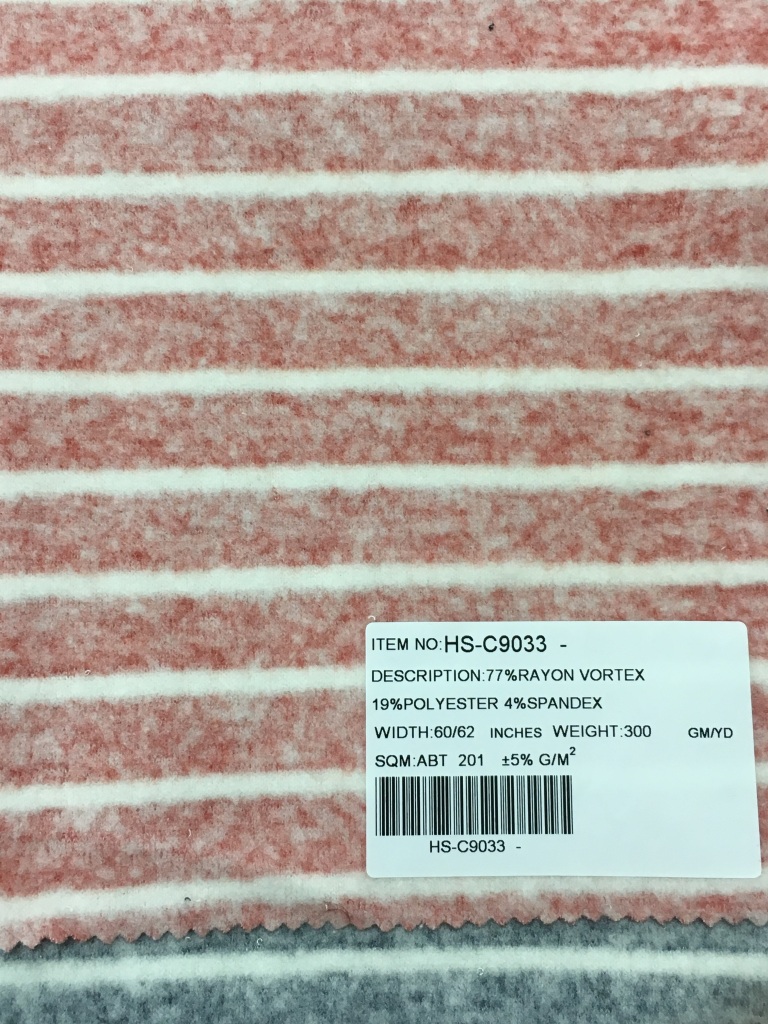 ITEM NO:HS-C9033 -
DESCRIPTION:77%RAYON VORTEX
19%POLYESTER 4%SPANDEX
WIDTH:60/62 INCHES WEIGHT:300 GM/YD
SQM:ABT 201 ±5% G/M²
HS-C9033 -